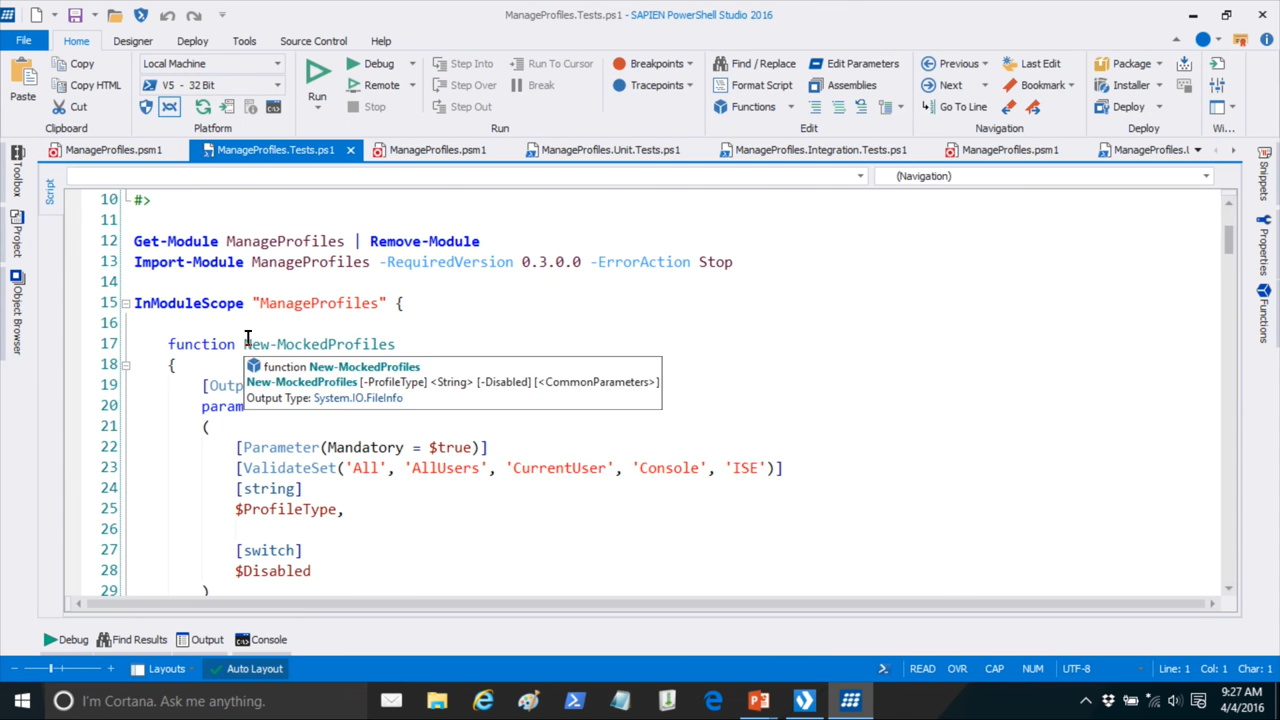 ManageProfiles.Tests.ps1 - SAPIEN PowerShell Studio 2016
File Home Designer Deploy Tools Source Control Help
Paste
Copy
Copy HTML
Cut
Clipboard
Local Machine
V5 - 32 Bit
Platform
Run
Debug
Remote
Stop
Step Into
Step Over
Step Out
Run To Cursor
Break
Breakpoints
Tracepoints
Run
Find / Replace
Format Script
Functions
Edit Parameters
Assemblies
Edit
Previous
Next
Go To Line
Last Edit
Bookmark
Navigation
Package
Installer
Deploy
Deploy
Wi...
ManageProfiles.psm1
ManageProfiles.Tests.ps1
ManageProfiles.psm1
ManageProfiles.Unit.Tests.ps1
ManageProfiles.Integration.Tests.ps1
ManageProfiles.psm1
ManageProfiles.
Toolbox
Project
Object Browser
Script
(Navigation)
Snippets
Properties
Functions
10 #>
11
12 Get-Module ManageProfiles | Remove-Module
13 Import-Module ManageProfiles -RequiredVersion 0.3.0.0 -ErrorAction Stop
14
15 InModuleScope "ManageProfiles" {
16
17 function New-MockedProfiles
18 {
function New-MockedProfiles
New-MockedProfiles [-ProfileType] <String> [-Disabled] [<CommonParameters>]
Output Type: System.IO.FileInfo
19 [Outp
20 param
21 (
22 [Parameter(Mandatory = $true)]
23 [ValidateSet('All', 'AllUsers', 'CurrentUser', 'Console', 'ISE')]
24 [string]
25 $ProfileType,
26
27 [switch]
28 $Disabled
29 )
Debug Find Results Output Console
Layouts Auto Layout READ OVR CAP NUM UTF-8 Line: 1 Col: 1 Char: 1
I'm Cortana. Ask me anything.
9:27 AM
4/4/2016